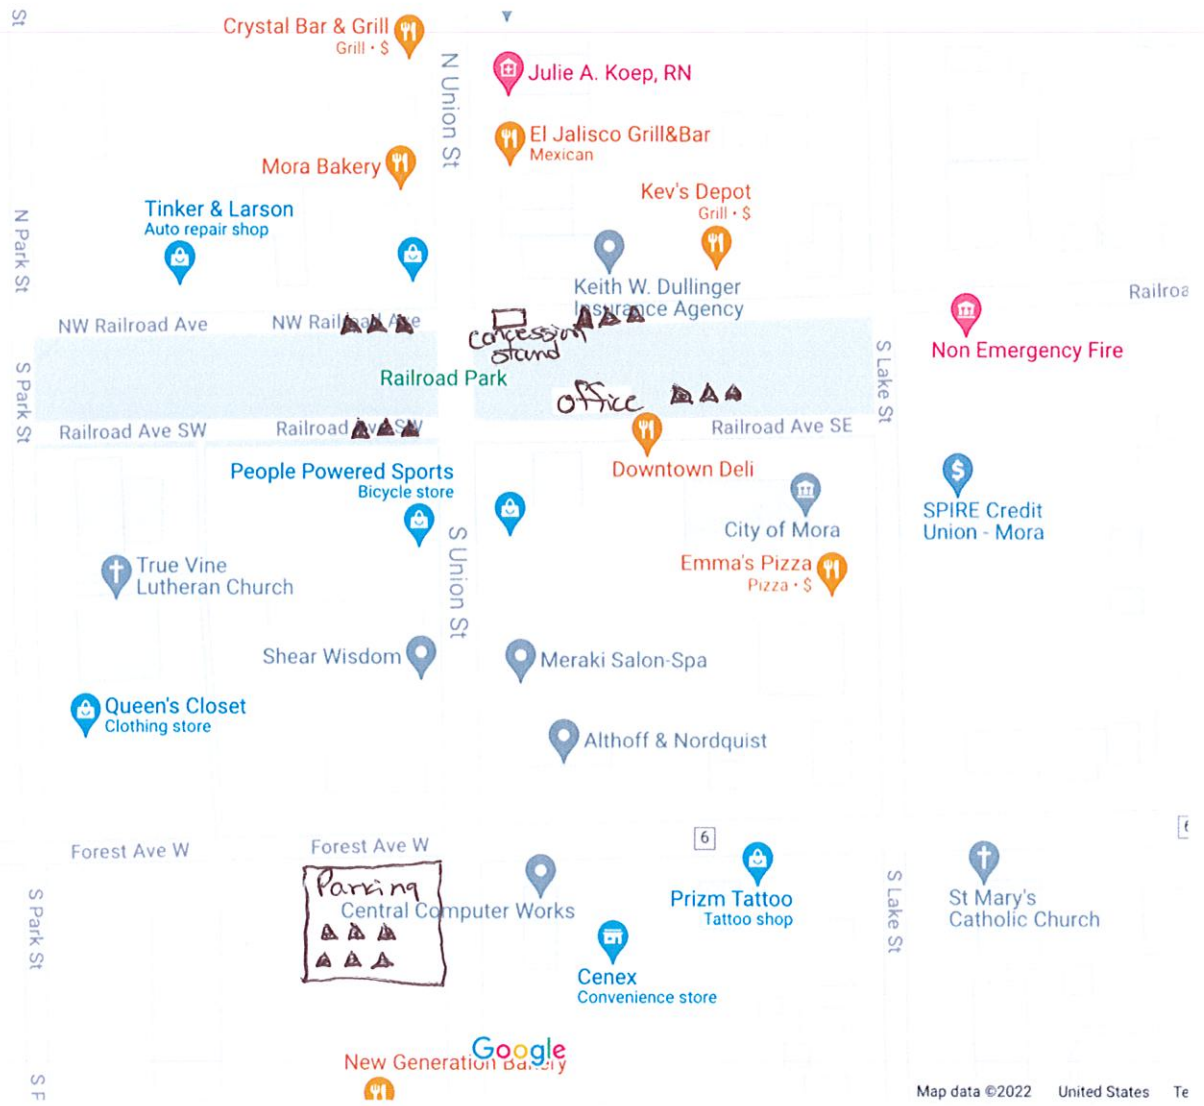 St
Crystal Bar & Grill
Grill · $
N Union St
Julie A. Koep, RN
El Jalisco Grill&Bar
Mexican
Mora Bakery
Kev's Depot
Grill · $
Tinker & Larson
Auto repair shop
N Park St
Keith W. Dullinger
Insurance Agency
Railroa
NW Railroad Ave
NW Railroad Ave
concession
stand
Non Emergency Fire
S Park St
Railroad Park
S Lake St
office
Railroad Ave SW
Railroad Ave SW
Railroad Ave SE
People Powered Sports
Bicycle store
Downtown Deli
City of Mora
SPIRE Credit
Union - Mora
S Union St
True Vine
Lutheran Church
Emma's Pizza
Pizza · $
Shear Wisdom
Meraki Salon-Spa
Queen's Closet
Clothing store
Althoff & Nordquist
Forest Ave W
Forest Ave W
6
6
Parking
Central Computer Works
Prizm Tattoo
Tattoo shop
S Lake St
St Mary's
Catholic Church
S Park St
Cenex
Convenience store
Google
New Generation Bakery
S P
Map data ©2022 United States Te